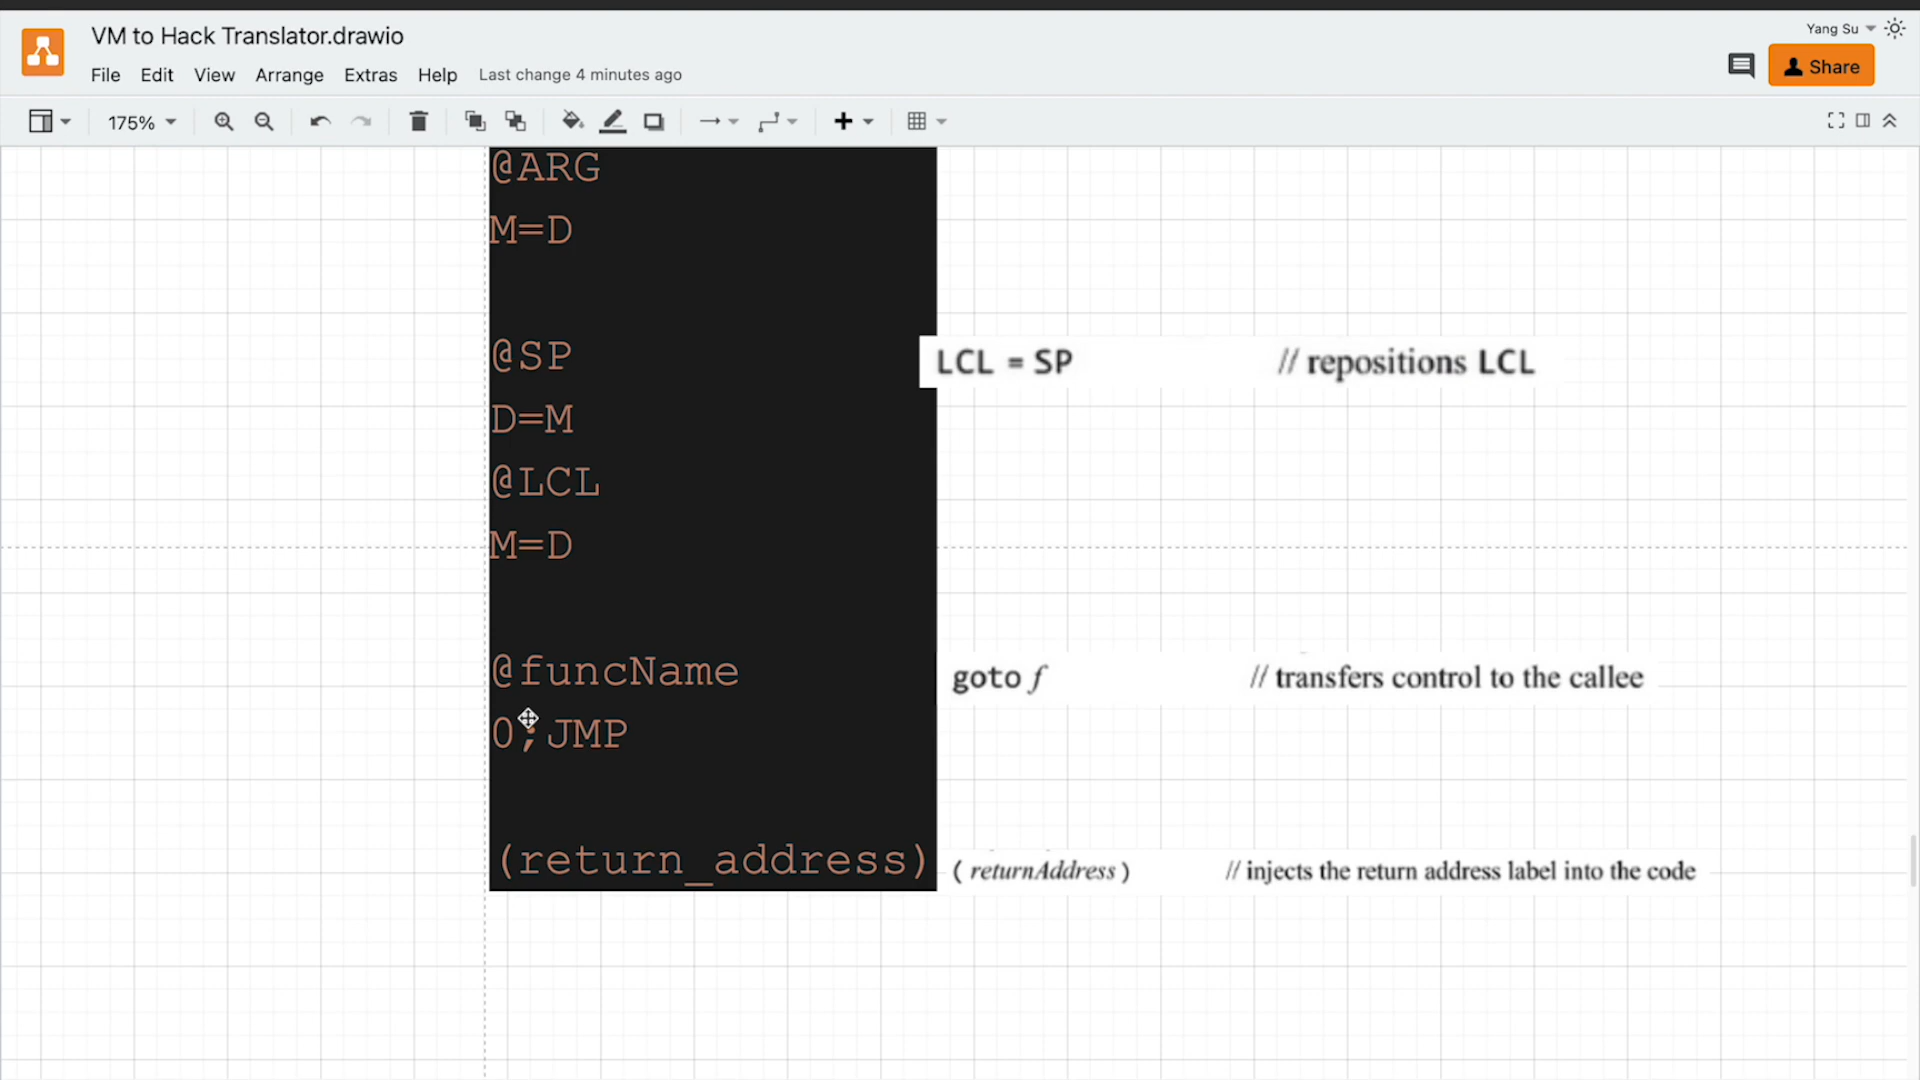 VM to Hack Translator.drawio
Yang Su
File Edit View Arrange Extras Help Last change 4 minutes ago
Share
175%
@ARG
M=D
@SP
LCL = SP // repositions LCL
D=M
@LCL
M=D
@funcName
goto f // transfers control to the callee
0;JMP
(return_address)
( returnAddress ) // injects the return address label into the code